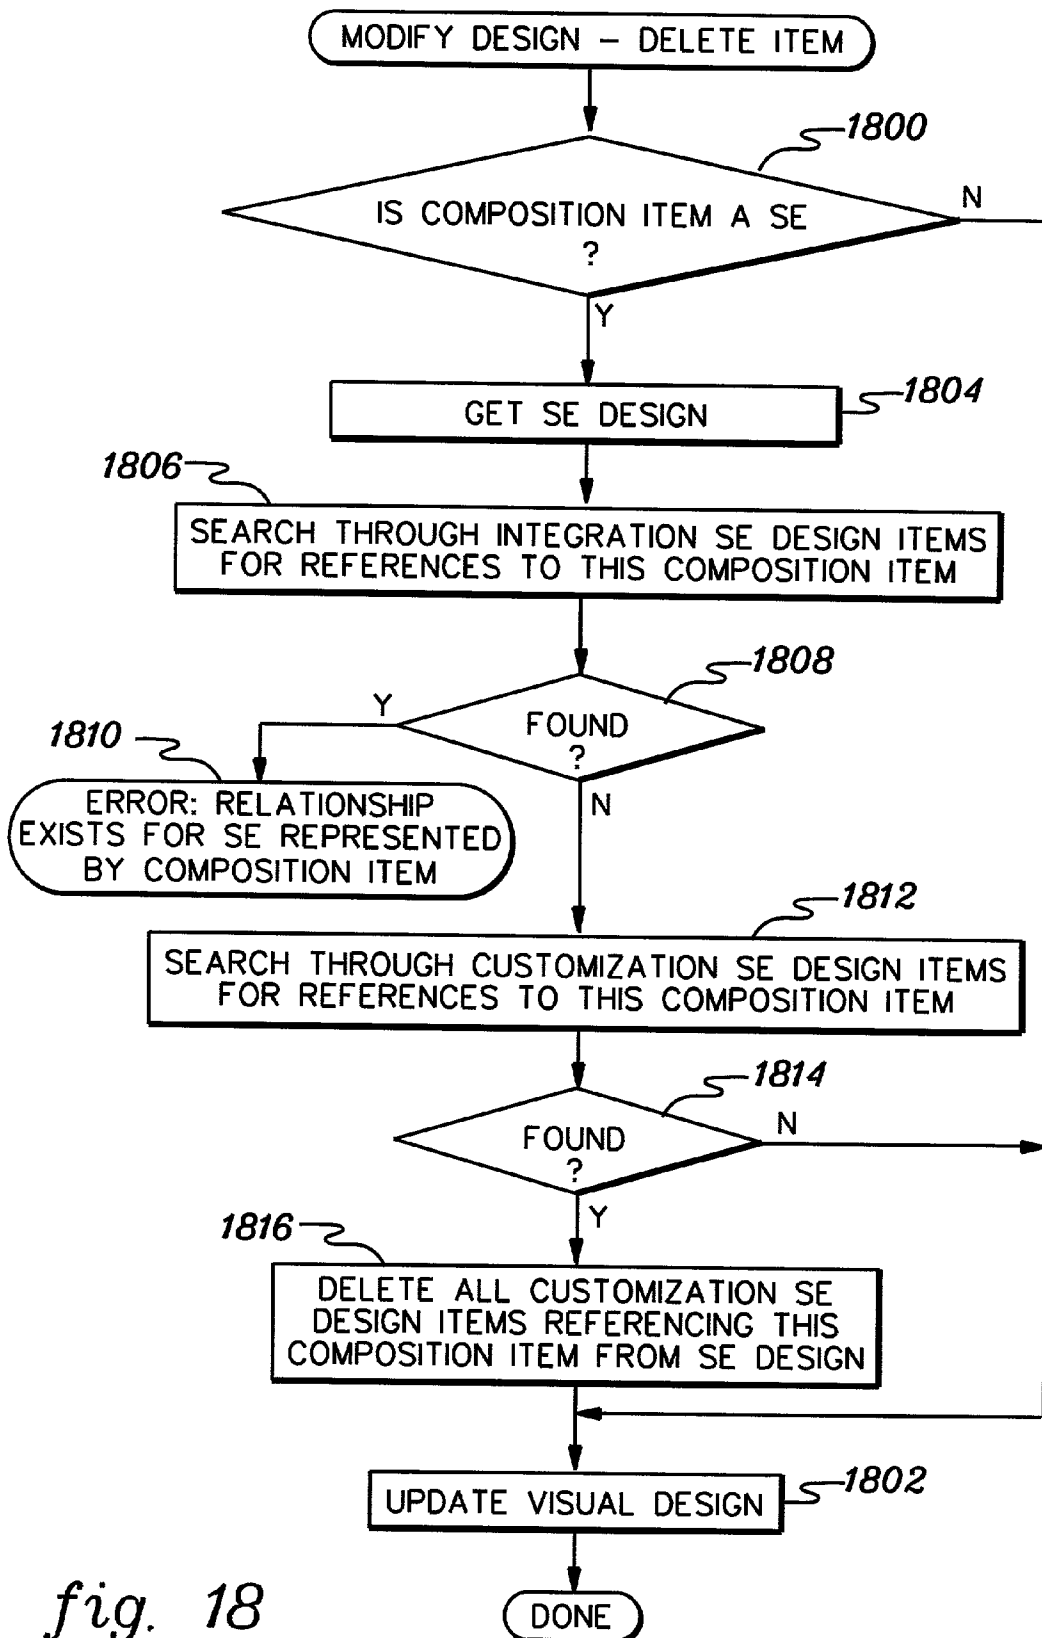 MODIFY DESIGN – DELETE ITEM
1800
IS COMPOSITION ITEM A SE
?
N
Y
GET SE DESIGN
1804
1806
SEARCH THROUGH INTEGRATION SE DESIGN ITEMS
FOR REFERENCES TO THIS COMPOSITION ITEM
1808
FOUND
?
Y
N
1810
ERROR: RELATIONSHIP
EXISTS FOR SE REPRESENTED
BY COMPOSITION ITEM
1812
SEARCH THROUGH CUSTOMIZATION SE DESIGN ITEMS
FOR REFERENCES TO THIS COMPOSITION ITEM
1814
FOUND
?
N
Y
1816
DELETE ALL CUSTOMIZATION SE
DESIGN ITEMS REFERENCING THIS
COMPOSITION ITEM FROM SE DESIGN
1802
UPDATE VISUAL DESIGN
DONE
fig. 18